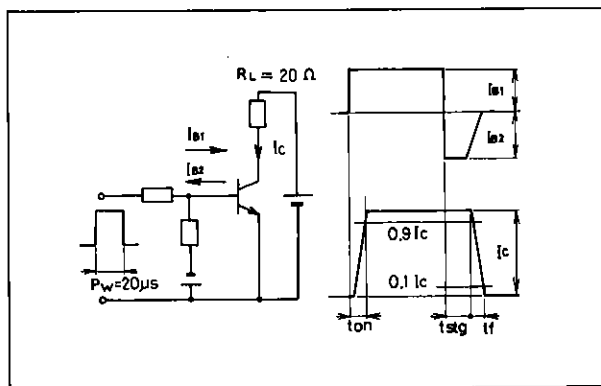 RL = 20 Ω
IB1
IB2
IC
PW=20μs
IB1
IB2
0,9 IC
IC
0.1 IC
ton
tstg
tf